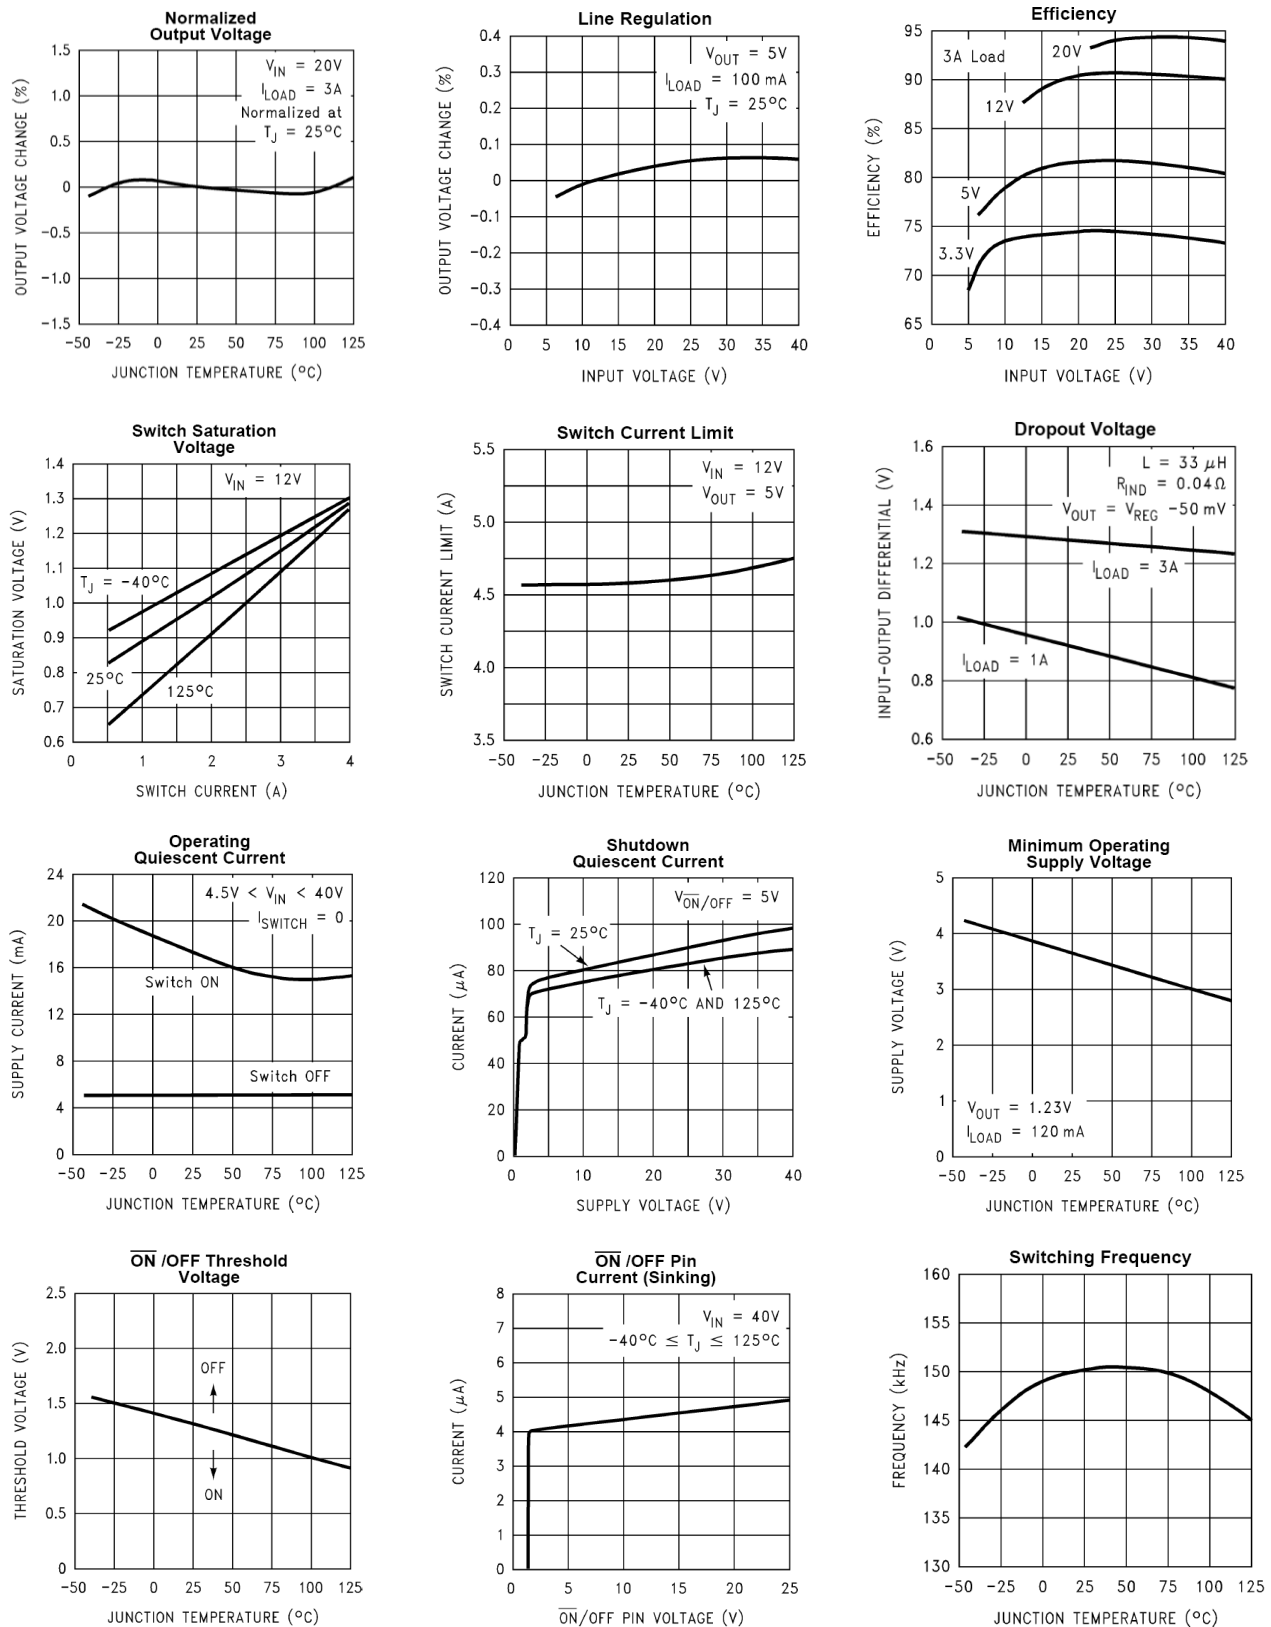 Normalized
Output Voltage
OUTPUT VOLTAGE CHANGE (%)
1.5
1.0
0.5
0
−0.5
−1.0
−1.5
V_IN = 20V
I_LOAD = 3A
Normalized at
T_J = 25°C
−50 −25 0 25 50 75 100 125
JUNCTION TEMPERATURE (°C)
Line Regulation
OUTPUT VOLTAGE CHANGE (%)
0.4
0.3
0.2
0.1
0
−0.1
−0.2
−0.3
−0.4
V_OUT = 5V
I_LOAD = 100 mA
T_J = 25°C
0 5 10 15 20 25 30 35 40
INPUT VOLTAGE (V)
Efficiency
EFFICIENCY (%)
95
90
85
80
75
70
65
3A Load
20V
12V
5V
3.3V
0 5 10 15 20 25 30 35 40
INPUT VOLTAGE (V)
Switch Saturation
Voltage
SATURATION VOLTAGE (V)
1.4
1.3
1.2
1.1
1.0
0.9
0.8
0.7
0.6
V_IN = 12V
T_J = −40°C
25°C
125°C
0 1 2 3 4
SWITCH CURRENT (A)
Switch Current Limit
SWITCH CURRENT LIMIT (A)
5.5
5.0
4.5
4.0
3.5
V_IN = 12V
V_OUT = 5V
−50 −25 0 25 50 75 100 125
JUNCTION TEMPERATURE (°C)
Dropout Voltage
INPUT−OUTPUT DIFFERENTIAL (V)
1.6
1.4
1.2
1.0
0.8
0.6
L = 33 μH
R_IND = 0.04Ω
V_OUT = V_REG −50 mV
I_LOAD = 3A
I_LOAD = 1A
−50 −25 0 25 50 75 100 125
JUNCTION TEMPERATURE (°C)
Operating
Quiescent Current
SUPPLY CURRENT (mA)
24
20
16
12
8
4
0
4.5V < V_IN < 40V
I_SWITCH = 0
Switch ON
Switch OFF
−50 −25 0 25 50 75 100 125
JUNCTION TEMPERATURE (°C)
Shutdown
Quiescent Current
CURRENT (μA)
120
100
80
60
40
20
0
V_O̅N̅/OFF = 5V
T_J = 25°C
T_J = −40°C AND 125°C
0 10 20 30 40
SUPPLY VOLTAGE (V)
Minimum Operating
Supply Voltage
SUPPLY VOLTAGE (V)
5
4
3
2
1
0
V_OUT = 1.23V
I_LOAD = 120 mA
−50 −25 0 25 50 75 100 125
JUNCTION TEMPERATURE (°C)
O̅N̅ /OFF Threshold
Voltage
THRESHOLD VOLTAGE (V)
2.5
2.0
1.5
1.0
0.5
0
OFF
ON
−50 −25 0 25 50 75 100 125
JUNCTION TEMPERATURE (°C)
O̅N̅ /OFF Pin
Current (Sinking)
CURRENT (μA)
8
7
6
5
4
3
2
1
0
V_IN = 40V
−40°C ≤ T_J ≤ 125°C
0 5 10 15 20 25
O̅N̅/OFF PIN VOLTAGE (V)
Switching Frequency
FREQUENCY (kHz)
160
155
150
145
140
135
130
−50 −25 0 25 50 75 100 125
JUNCTION TEMPERATURE (°C)